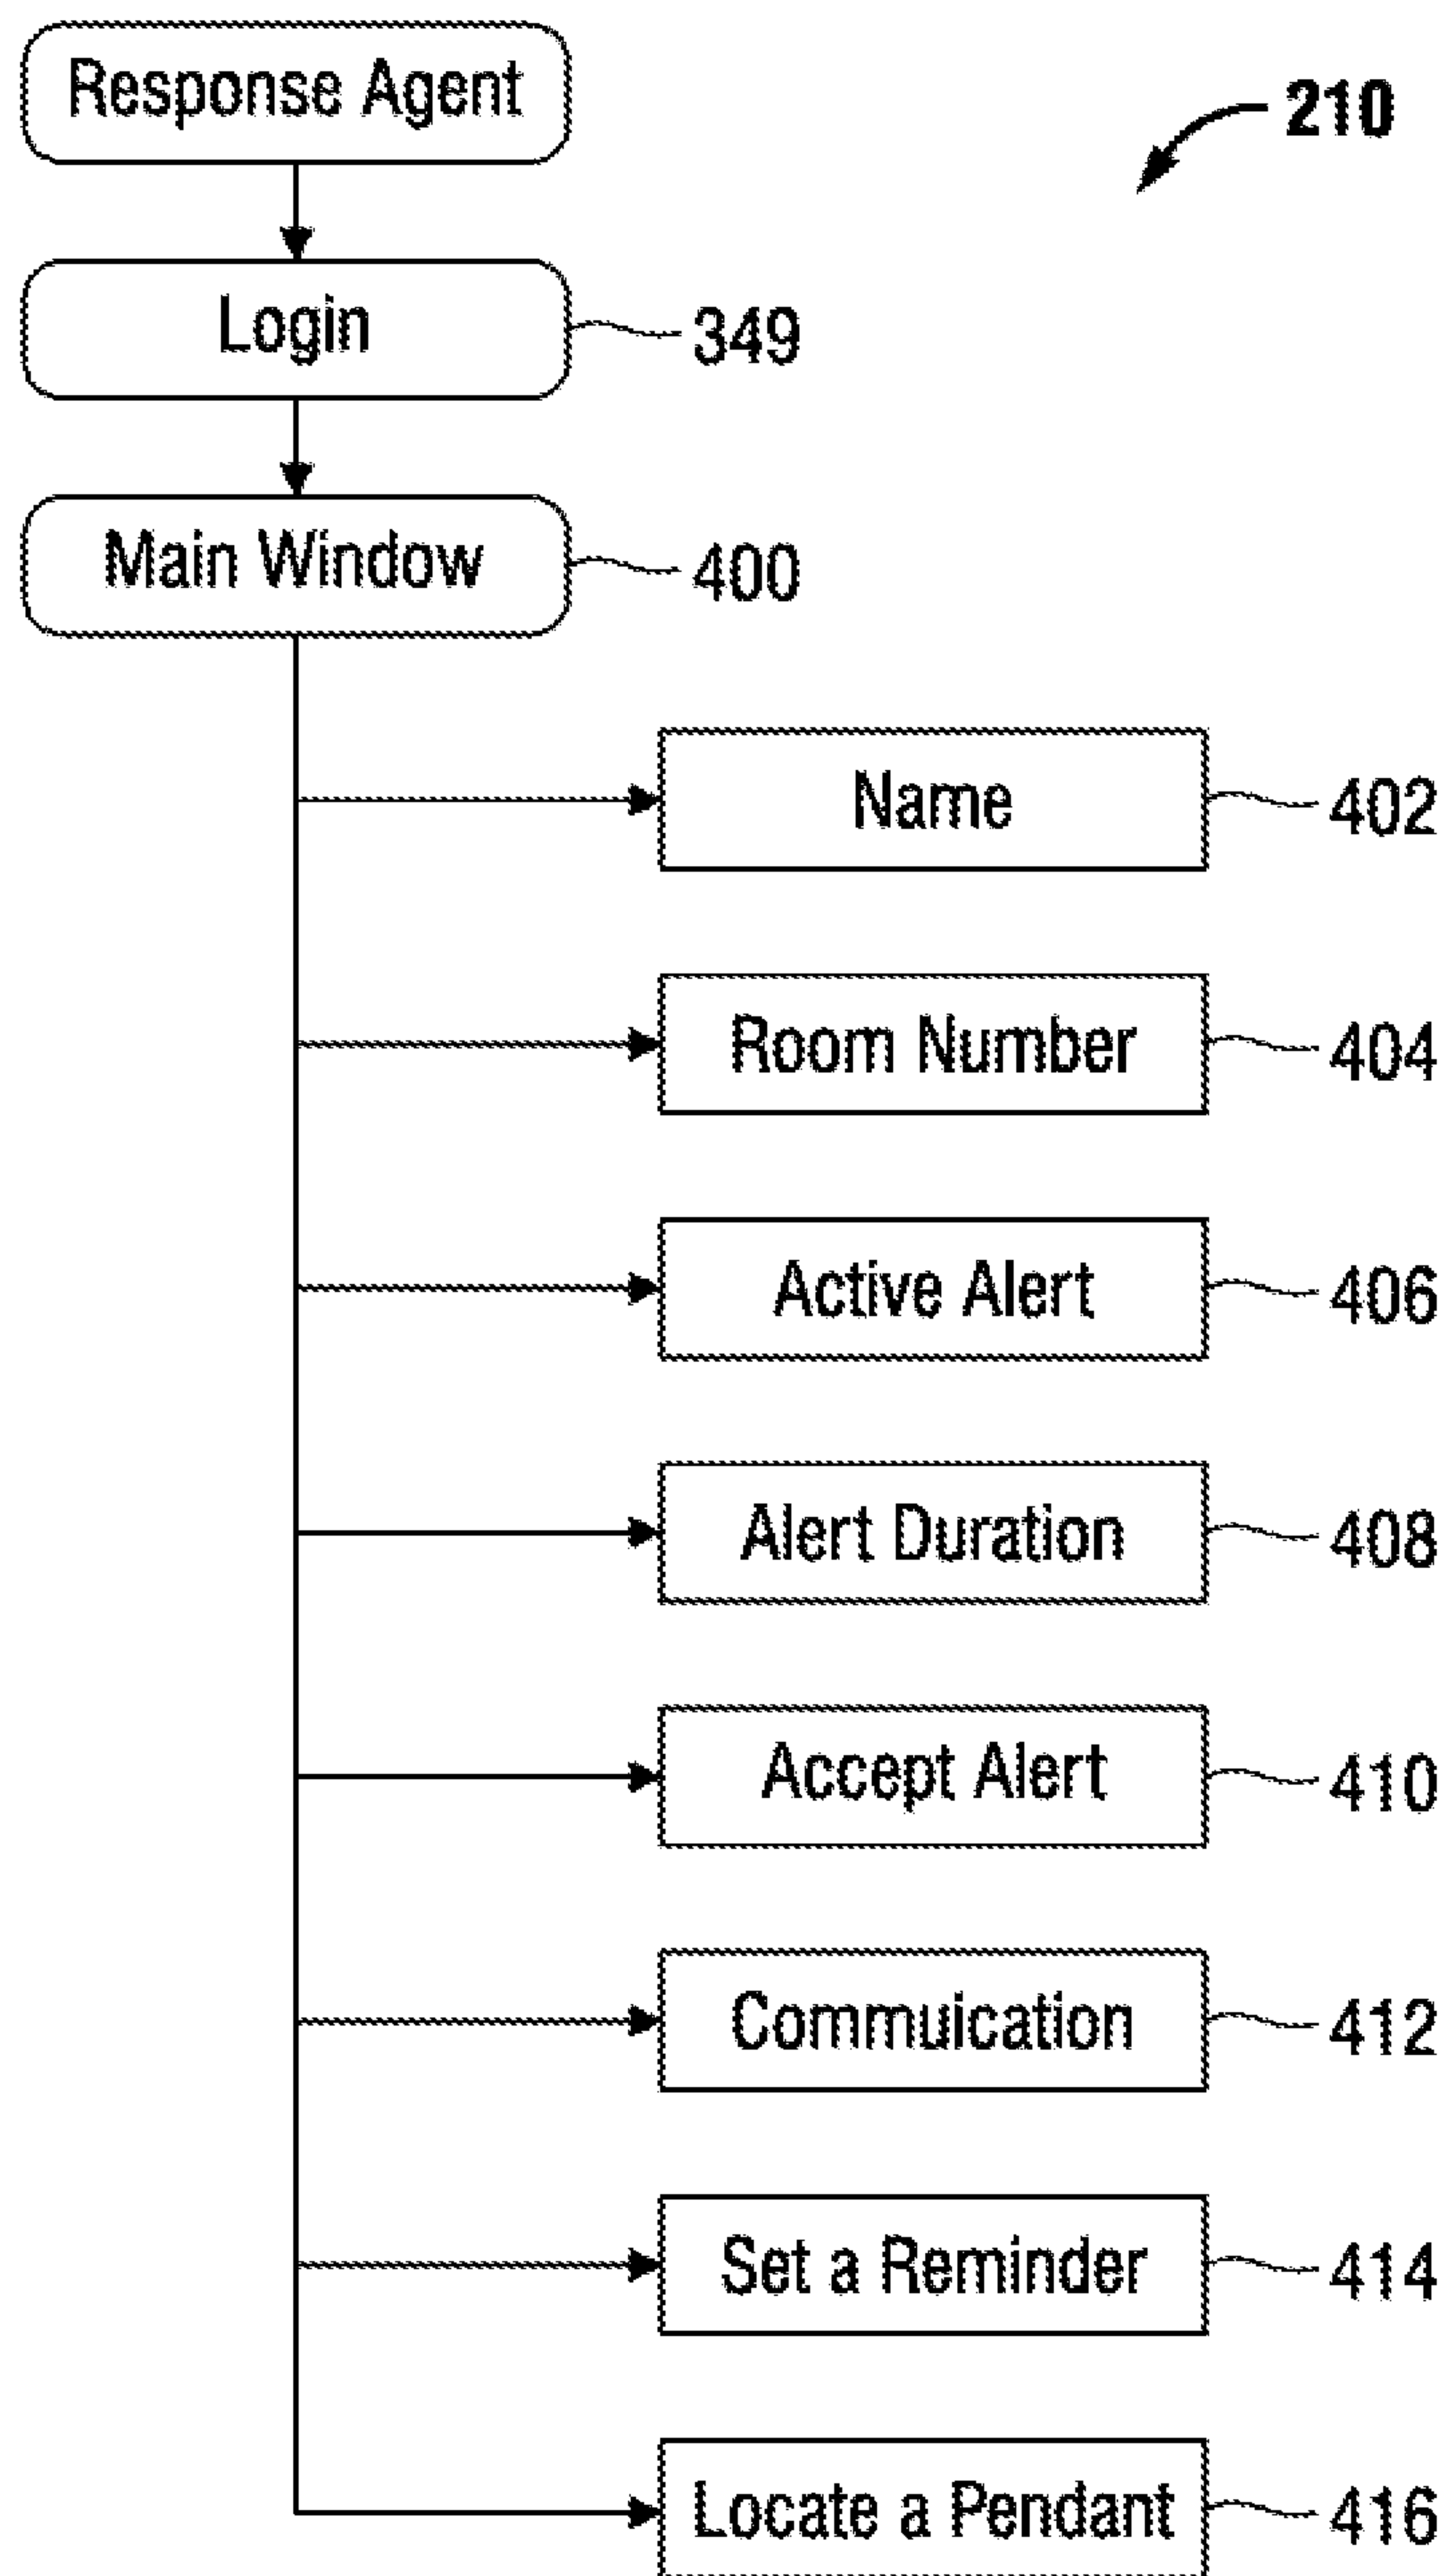 Response Agent
210
Login
349
Main Window
400
Name
402
Room Number
404
Active Alert
406
Alert Duration
408
Accept Alert
410
Commuication
412
Set a Reminder
414
Locate a Pendant
416